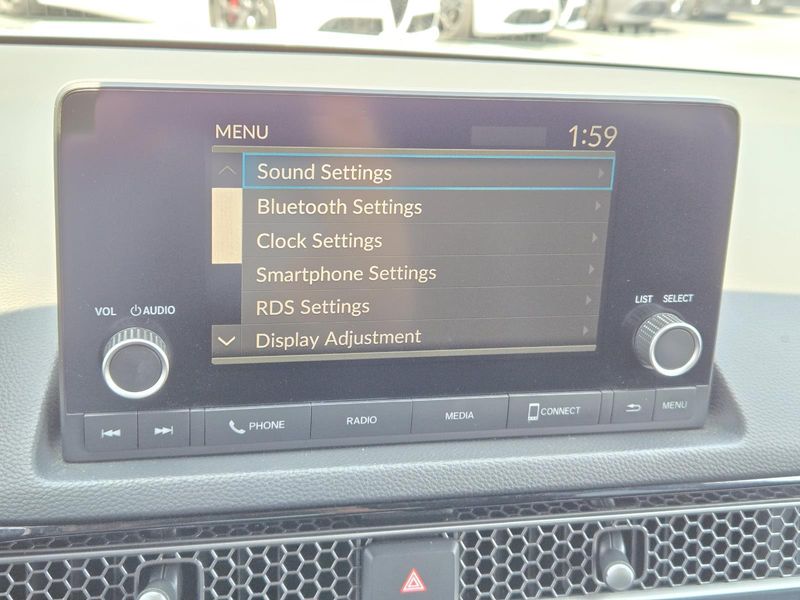 MENU 1:59
Sound Settings
Bluetooth Settings
Clock Settings
Smartphone Settings
RDS Settings
Display Adjustment
VOL AUDIO
LIST SELECT
PHONE RADIO MEDIA CONNECT MENU